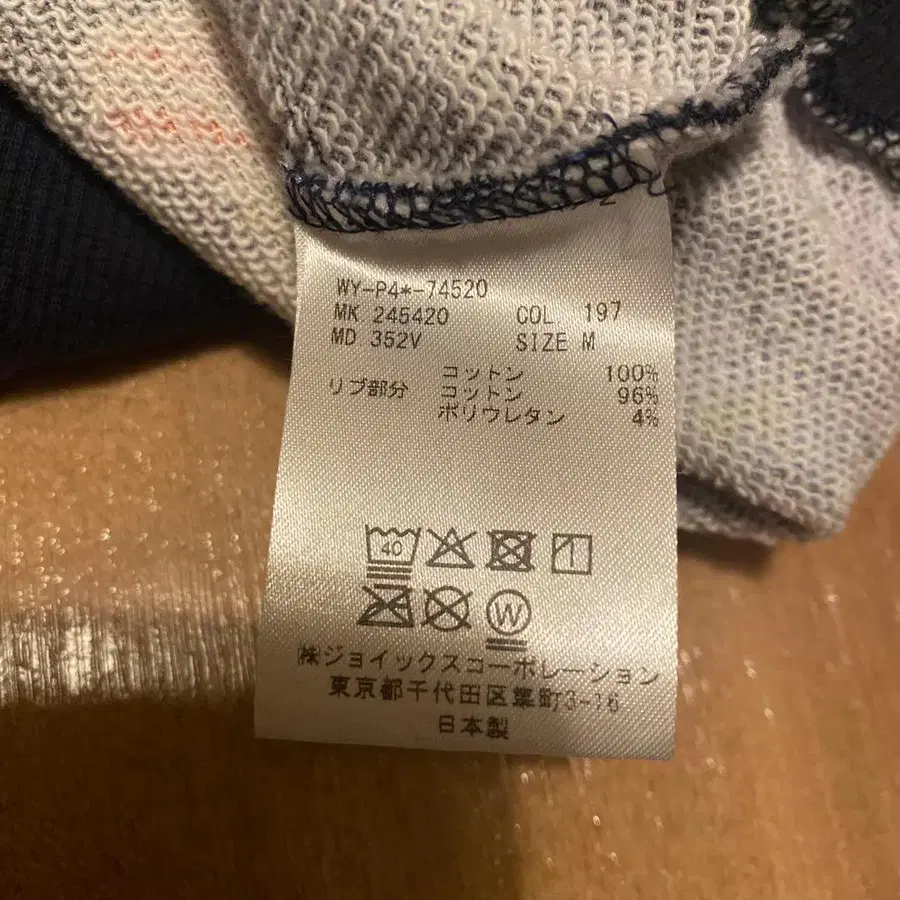 WY-P4*-74520
MK 245420 COL 197
MD 352V SIZE M
コットン 100%
リブ部分 コットン 96%
ポリウレタン 4%
40
1
W
㈱ジョイックスコーポレーション
東京都千代田区 町3-16
日本製